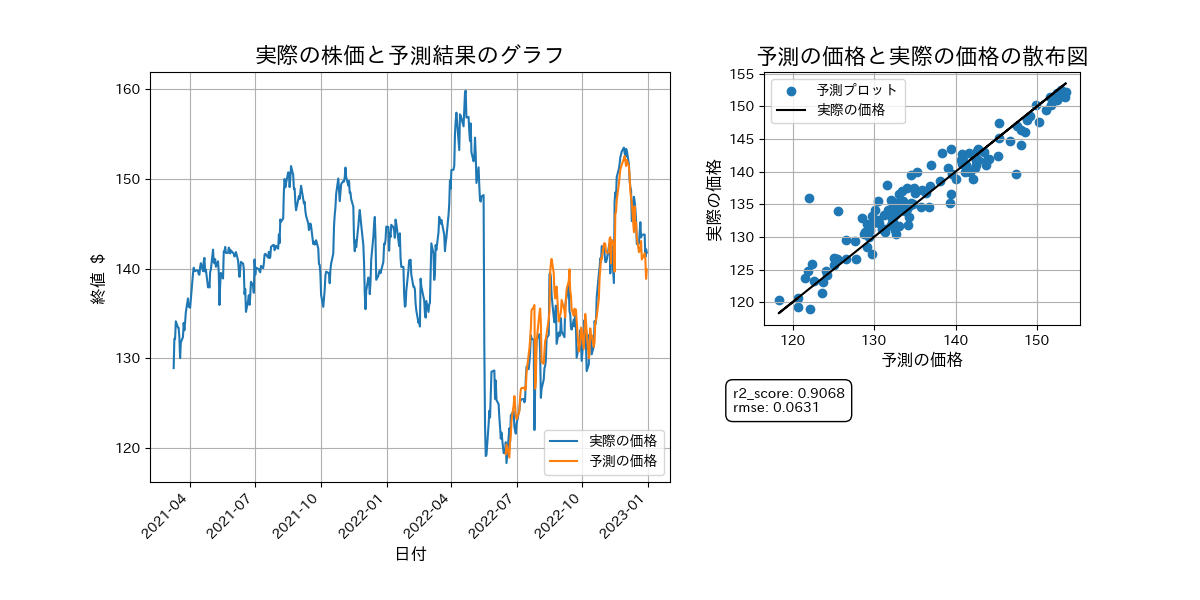 実際の株価と予測結果のグラフ
160
150
140
130
120
終値 $
2021-04
2021-07
2021-10
2022-01
2022-04
2022-07
2022-10
2023-01
日付
実際の価格
予測の価格
予測の価格と実際の価格の散布図
155
150
145
140
135
130
125
120
実際の価格
予測プロット
実際の価格
120
130
140
150
予測の価格
r2_score: 0.9068
rmse: 0.0631